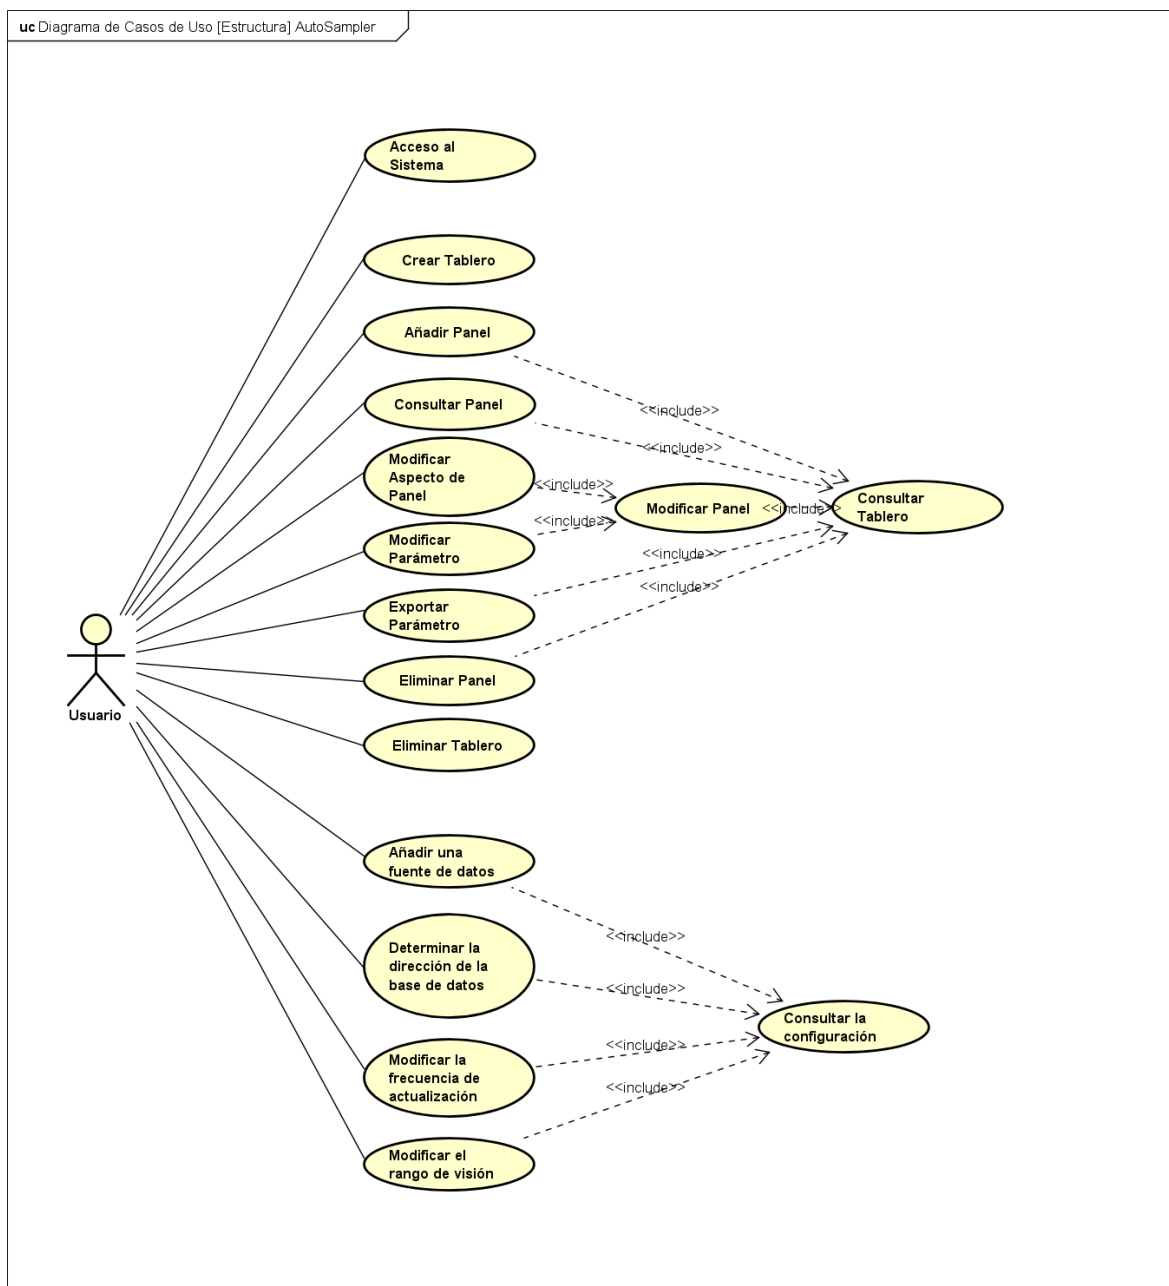 uc Diagrama de Casos de Uso [Estructura] AutoSampler
Acceso al
Sistema
Crear Tablero
Añadir Panel
<<include>>
Consultar Panel
<<include>>
Modificar
Aspecto de
Panel
<<include>>
Modificar Panel
<<include>>
Consultar
Tablero
<<include>>
Modificar
Parámetro
<<include>>
Exportar
Parámetro
<<include>>
Eliminar Panel
Usuario
Eliminar Tablero
Añadir una
fuente de datos
<<include>>
Determinar la
dirección de la
base de datos
<<include>>
Consultar la
configuración
Modificar la
frecuencia de
actualización
<<include>>
<<include>>
Modificar el
rango de visión